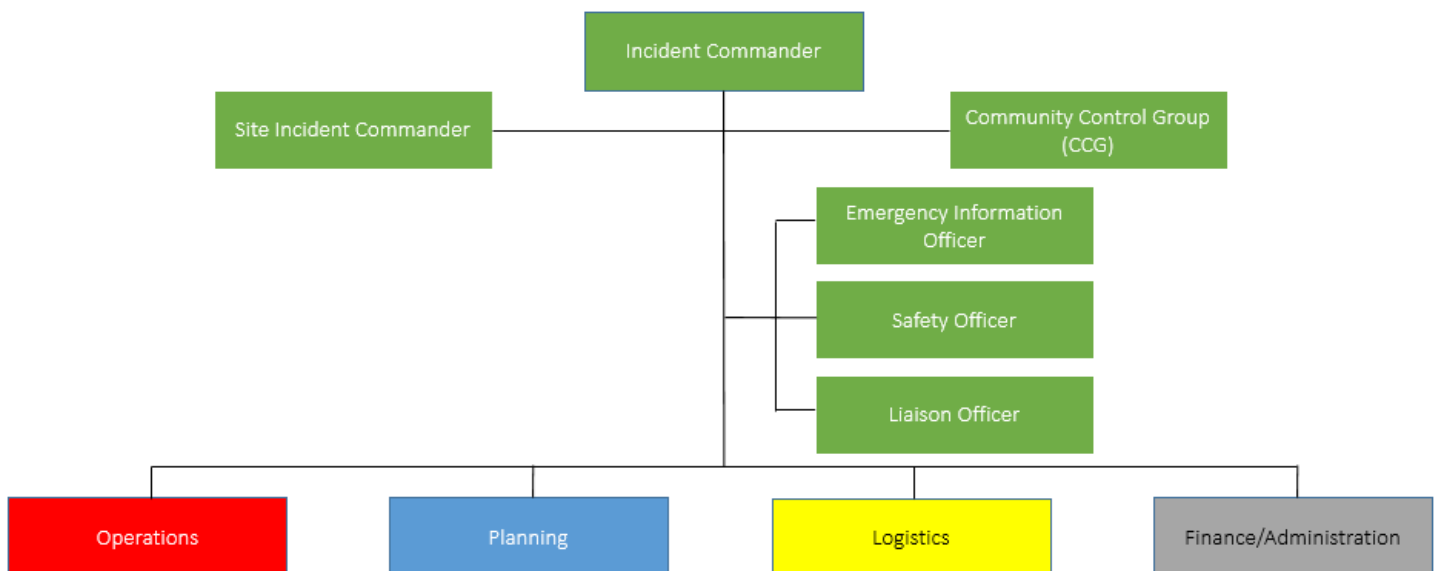 Incident Commander
Site Incident Commander
Community Control Group
(CCG)
Emergency Information
Officer
Safety Officer
Liaison Officer
Operations
Planning
Logistics
Finance/Administration